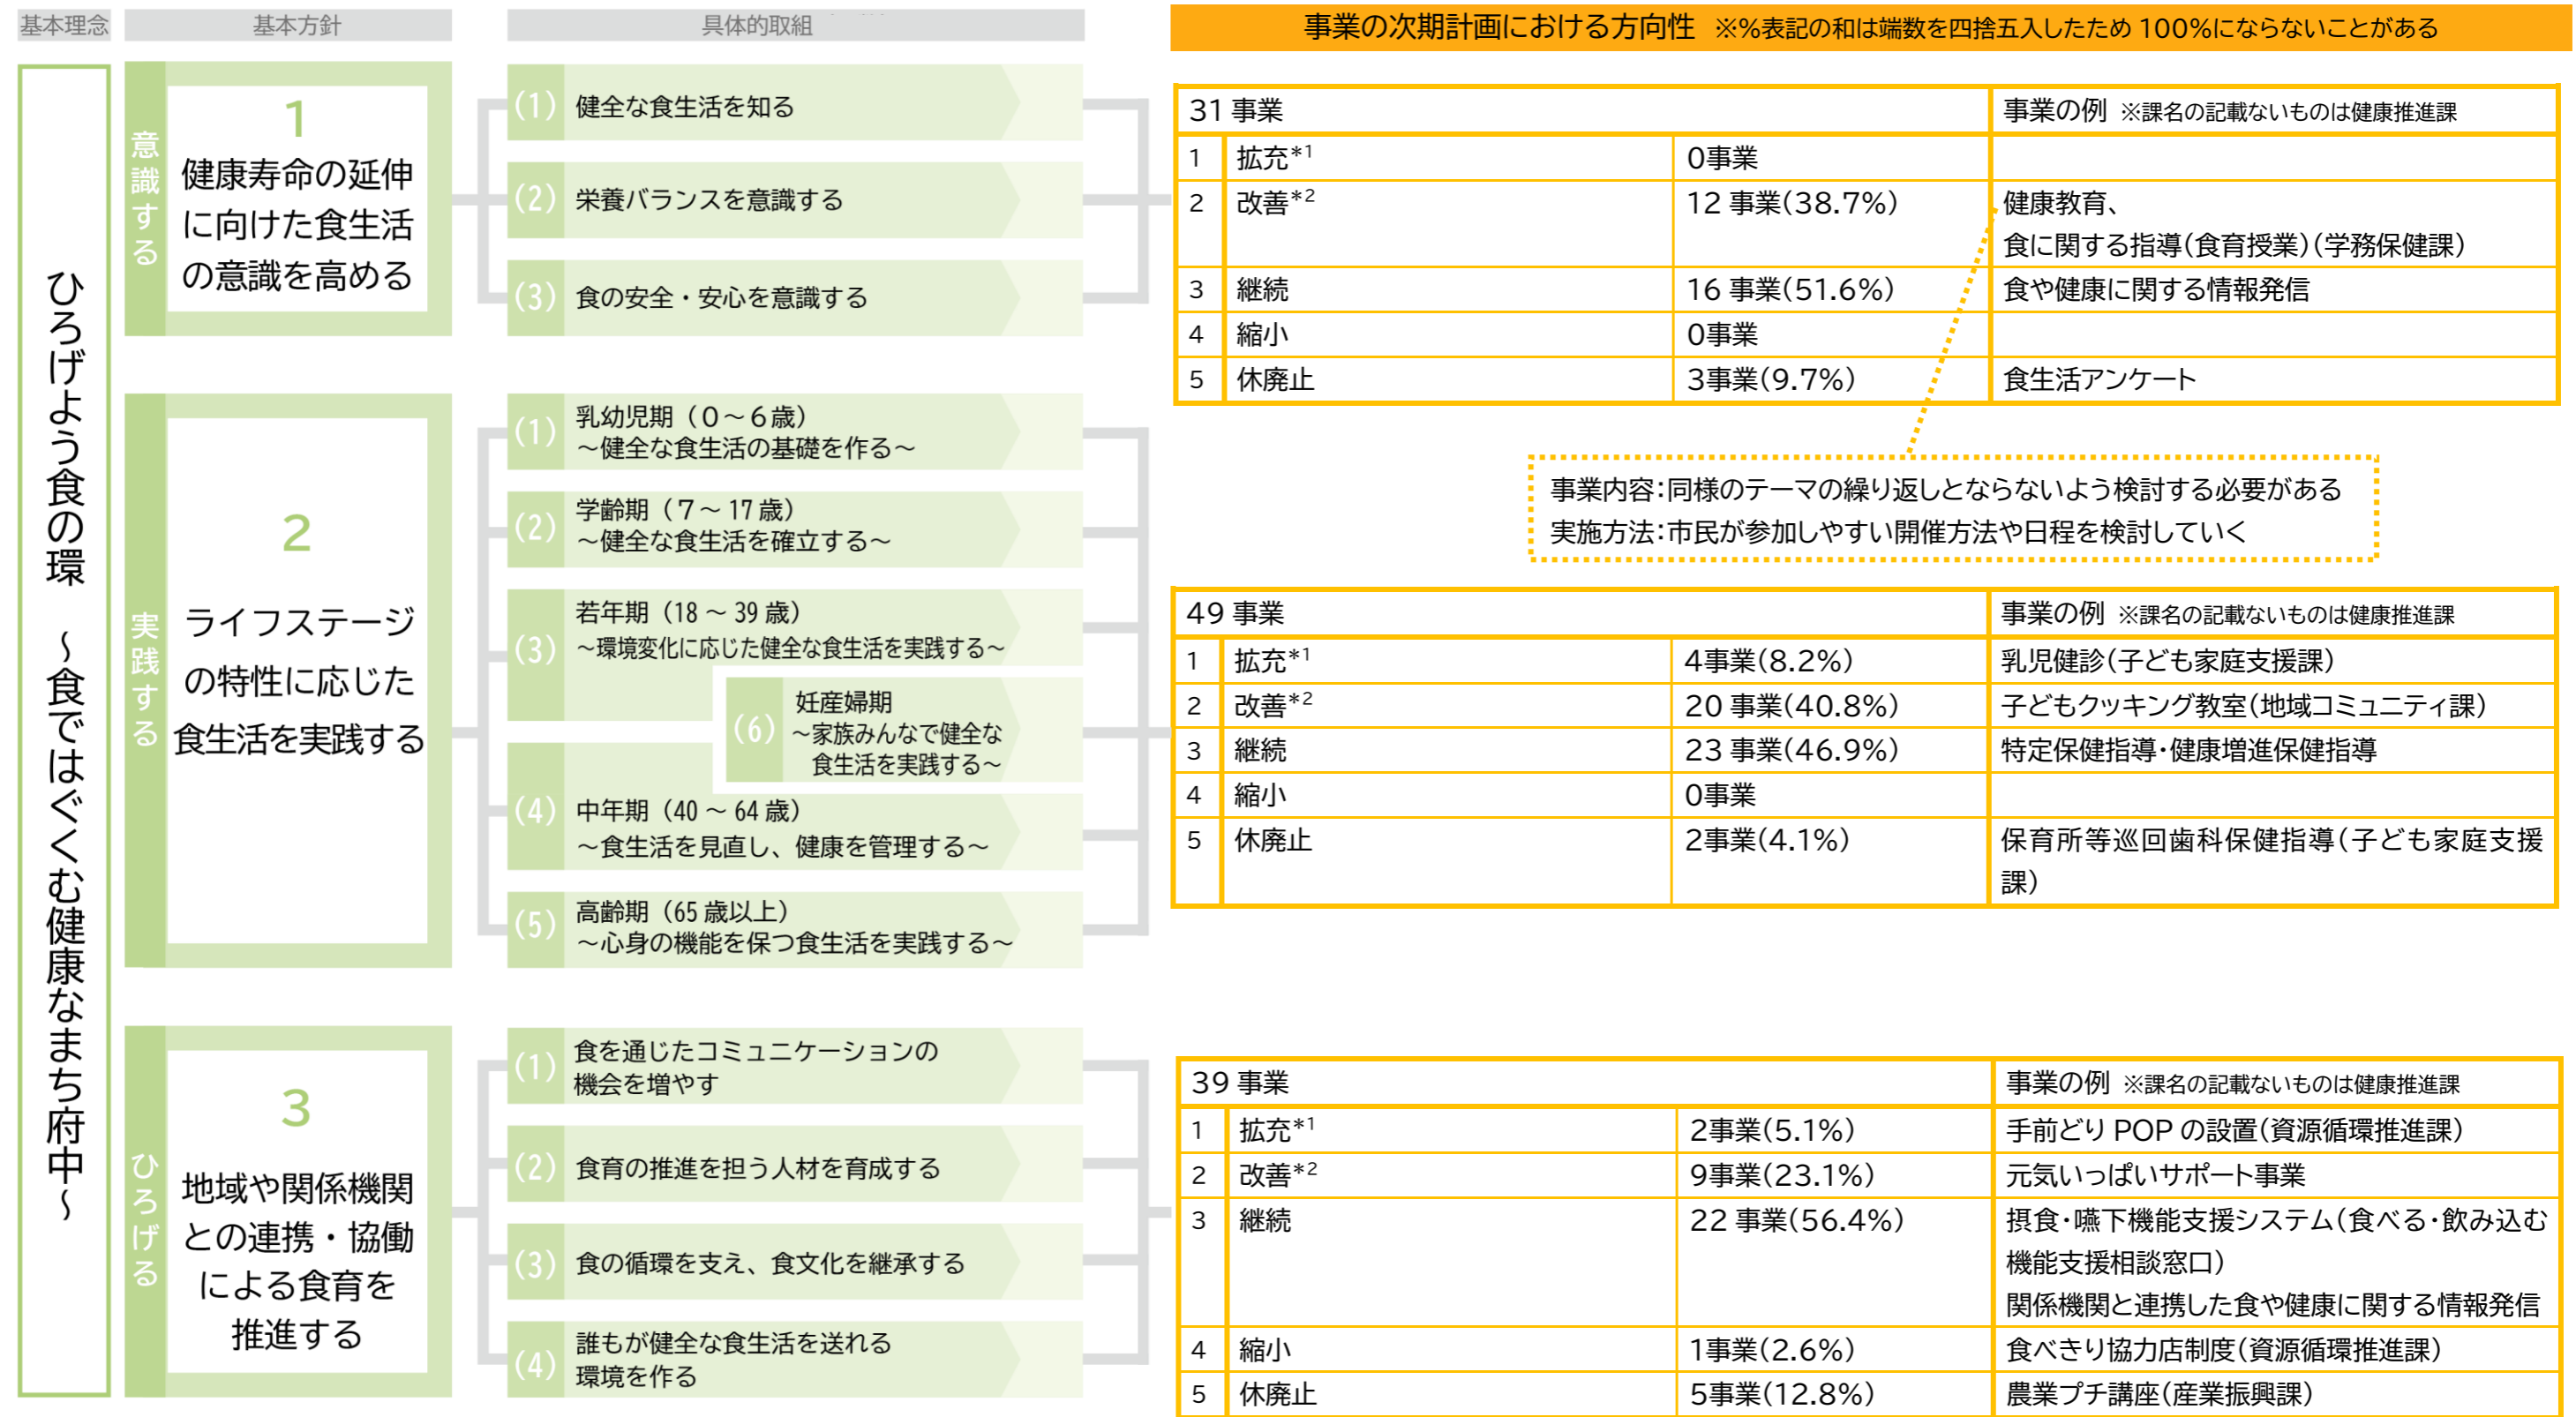 基本理念
基本方針
具体的取組
事業の次期計画における方向性 ※%表記の和は端数を四捨五入したため 100%にならないことがある
ひろげよう食の環 ～食ではぐくむ健康なまち府中～
意識する
1
健康寿命の延伸
に向けた食生活
の意識を高める
(1) 健全な食生活を知る
(2) 栄養バランスを意識する
(3) 食の安全・安心を意識する
31 事業 事業の例 ※課名の記載ないものは健康推進課
1 拡充*1 0事業
2 改善*2 12 事業(38.7%) 健康教育、
食に関する指導(食育授業)(学務保健課)
3 継続 16 事業(51.6%) 食や健康に関する情報発信
4 縮小 0事業
5 休廃止 3事業(9.7%) 食生活アンケート
事業内容:同様のテーマの繰り返しとならないよう検討する必要がある
実施方法:市民が参加しやすい開催方法や日程を検討していく
実践する
2
ライフステージ
の特性に応じた
食生活を実践する
(1) 乳幼児期（0～6歳）
～健全な食生活の基礎を作る～
(2) 学齢期（7～17歳）
～健全な食生活を確立する～
(3) 若年期（18～39歳）
～環境変化に応じた健全な食生活を実践する～
(6) 妊産婦期
～家族みんなで健全な
食生活を実践する～
(4) 中年期（40～64歳）
～食生活を見直し、健康を管理する～
(5) 高齢期（65歳以上）
～心身の機能を保つ食生活を実践する～
49 事業 事業の例 ※課名の記載ないものは健康推進課
1 拡充*1 4事業(8.2%) 乳児健診(子ども家庭支援課)
2 改善*2 20 事業(40.8%) 子どもクッキング教室(地域コミュニティ課)
3 継続 23 事業(46.9%) 特定保健指導・健康増進保健指導
4 縮小 0事業
5 休廃止 2事業(4.1%) 保育所等巡回歯科保健指導(子ども家庭支援
課)
ひろげる
3
地域や関係機関
との連携・協働
による食育を
推進する
(1) 食を通じたコミュニケーションの
機会を増やす
(2) 食育の推進を担う人材を育成する
(3) 食の循環を支え、食文化を継承する
(4) 誰もが健全な食生活を送れる
環境を作る
39 事業 事業の例 ※課名の記載ないものは健康推進課
1 拡充*1 2事業(5.1%) 手前どり POP の設置(資源循環推進課)
2 改善*2 9事業(23.1%) 元気いっぱいサポート事業
3 継続 22 事業(56.4%) 摂食・嚥下機能支援システム(食べる・飲み込む
機能支援相談窓口)
関係機関と連携した食や健康に関する情報発信
4 縮小 1事業(2.6%) 食べきり協力店制度(資源循環推進課)
5 休廃止 5事業(12.8%) 農業プチ講座(産業振興課)